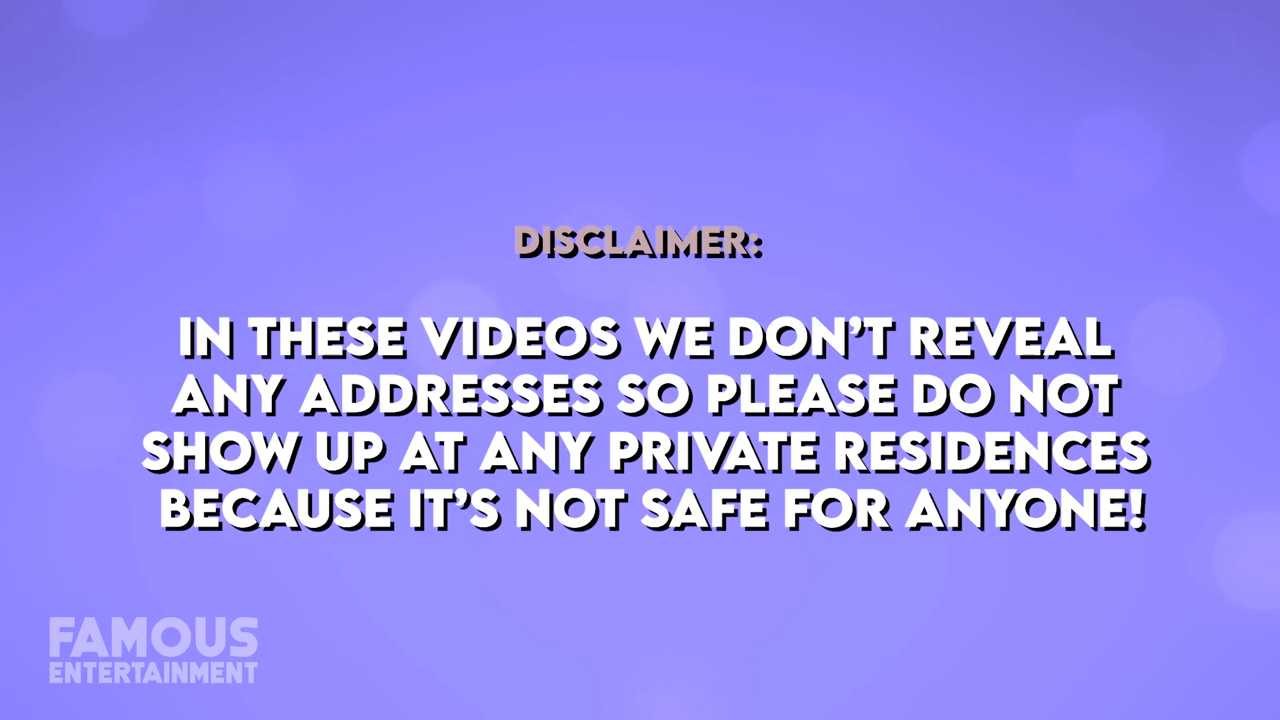 DISCLAIMER:
IN THESE VIDEOS WE DON’T REVEAL
ANY ADDRESSES SO PLEASE DO NOT
SHOW UP AT ANY PRIVATE RESIDENCES
BECAUSE IT’S NOT SAFE FOR ANYONE!
FAMOUS
ENTERTAINMENT